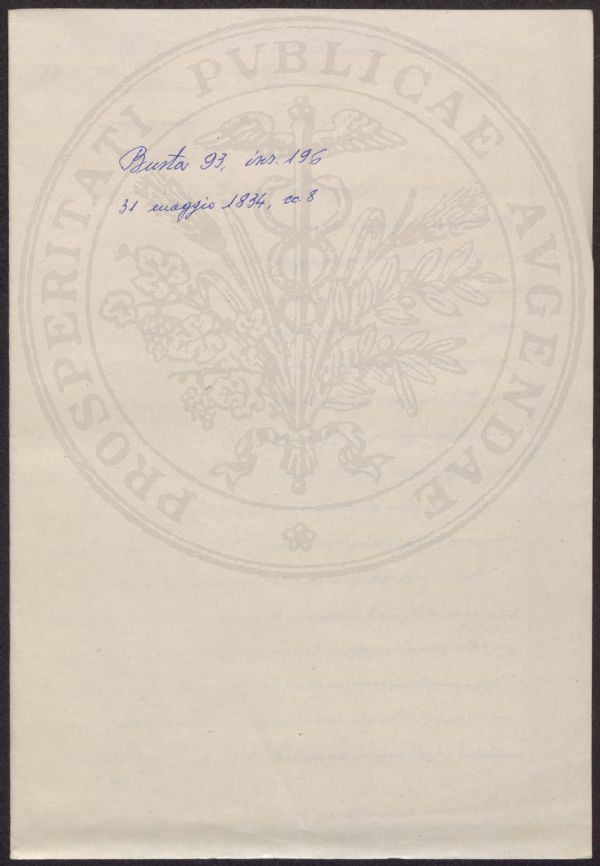 PROSPERITATI PVBLICAE AVGENDAE
Busta 93, ins. 196
31 maggio 1834, cc. 8